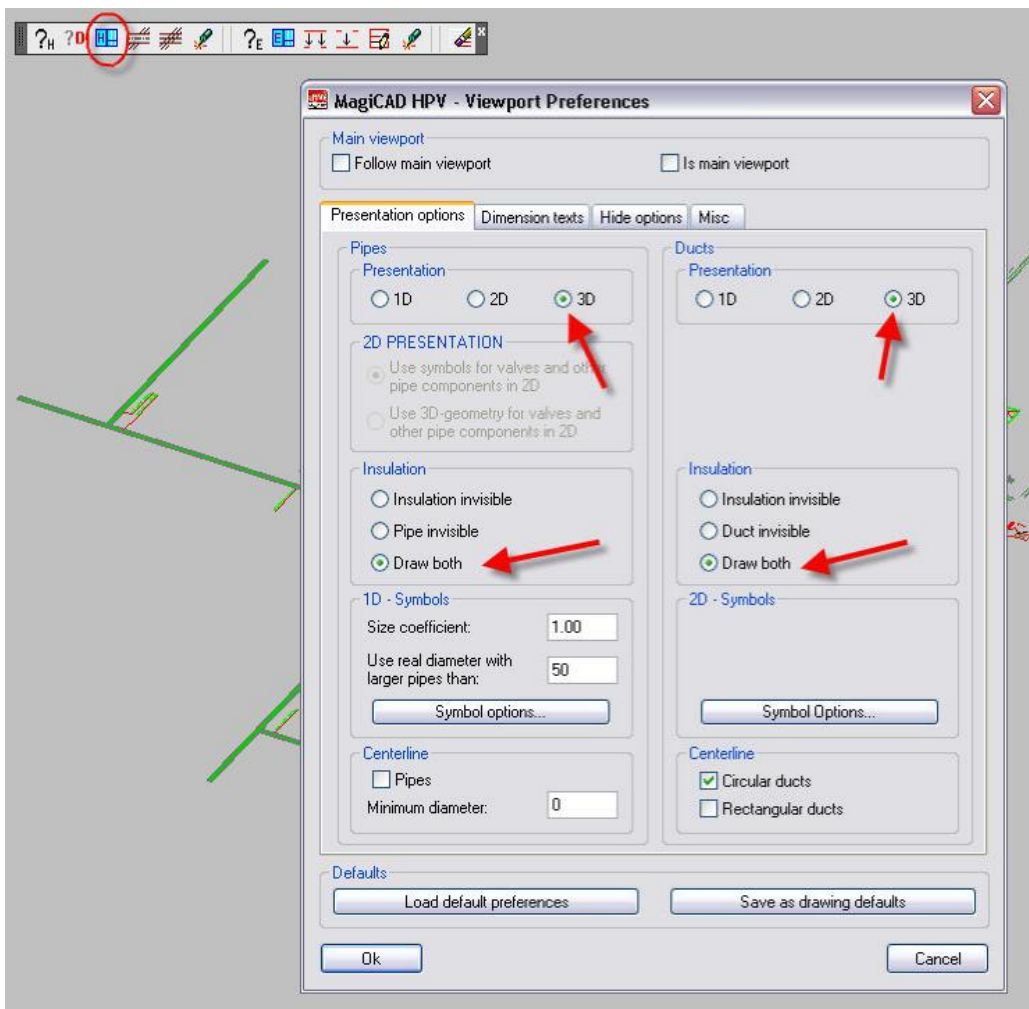 ?H ?D H ?E E
MagiCAD HPV - Viewport Preferences
Main viewport
Follow main viewport Is main viewport
Presentation options Dimension texts Hide options Misc
Pipes
Presentation
1D 2D 3D
2D PRESENTATION
Use symbols for valves and other
pipe components in 2D
Use 3D-geometry for valves and
other pipe components in 2D
Insulation
Insulation invisible
Pipe invisible
Draw both
1D - Symbols
Size coefficient: 1.00
Use real diameter with
larger pipes than: 50
Symbol options...
Centerline
Pipes
Minimum diameter: 0
Ducts
Presentation
1D 2D 3D
Insulation
Insulation invisible
Duct invisible
Draw both
2D - Symbols
Symbol Options...
Centerline
Circular ducts
Rectangular ducts
Defaults
Load default preferences Save as drawing defaults
Ok Cancel